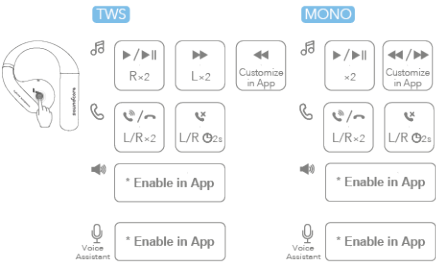 TWS
MONO
R×2
L×2
Customize
in App
×2
Customize
in App
L/R×2
L/R 2s
L/R×2
L/R 2s
* Enable in App
* Enable in App
Voice
Assistant
* Enable in App
Voice
Assistant
* Enable in App